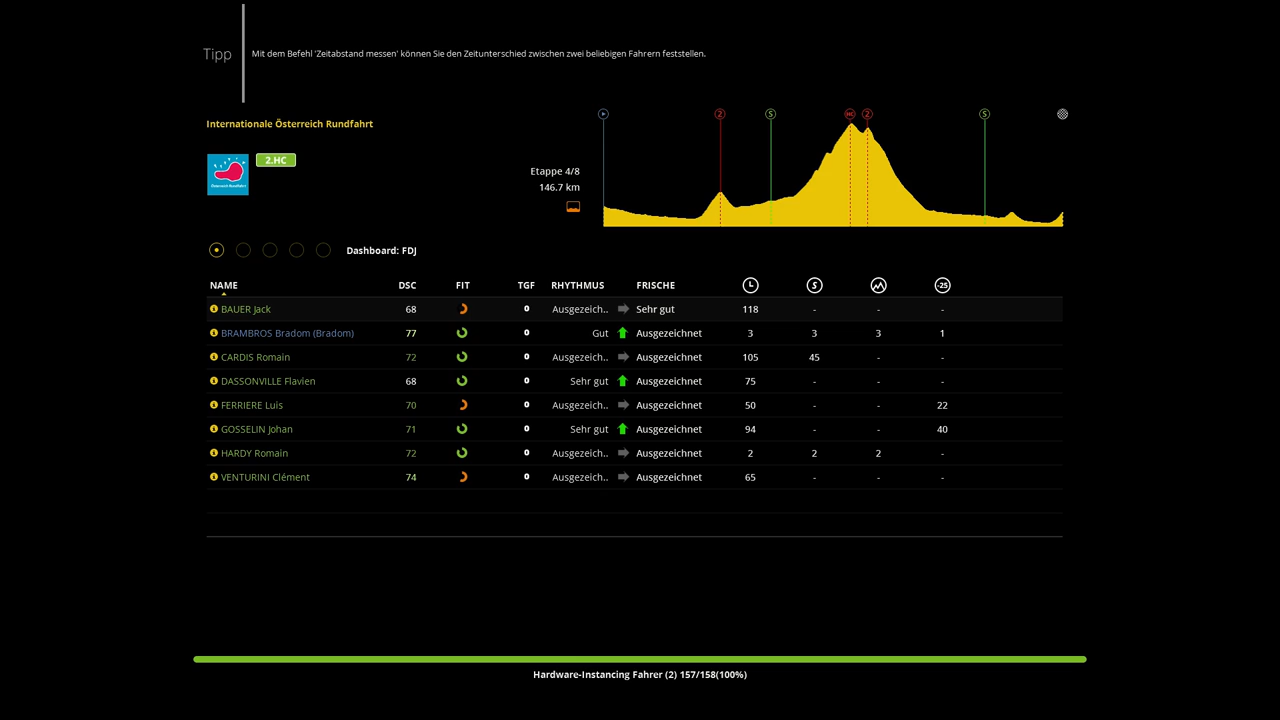 Tipp
Mit dem Befehl 'Zeitabstand messen' können Sie den Zeitunterschied zwischen zwei beliebigen Fahrern feststellen.
Internationale Österreich Rundfahrt
2.HC
Österreich Rundfahrt
Etappe 4/8
146.7 km
2 S HC 2 S
Dashboard: FDJ
NAME DSC FIT TGF RHYTHMUS FRISCHE S -25
BAUER Jack 68 0 Ausgezeich.. Sehr gut 118 - - -
BRAMBROS Bradom (Bradom) 77 0 Gut Ausgezeichnet 3 3 3 1
CARDIS Romain 72 0 Ausgezeich.. Ausgezeichnet 105 45 - -
DASSONVILLE Flavien 68 0 Sehr gut Ausgezeichnet 75 - - -
FERRIERE Luis 70 0 Ausgezeich.. Ausgezeichnet 50 - - 22
GOSSELIN Johan 71 0 Sehr gut Ausgezeichnet 94 - - 40
HARDY Romain 72 0 Ausgezeich.. Ausgezeichnet 2 2 2 -
VENTURINI Clément 74 0 Ausgezeich.. Ausgezeichnet 65 - - -
Hardware-Instancing Fahrer (2) 157/158(100%)